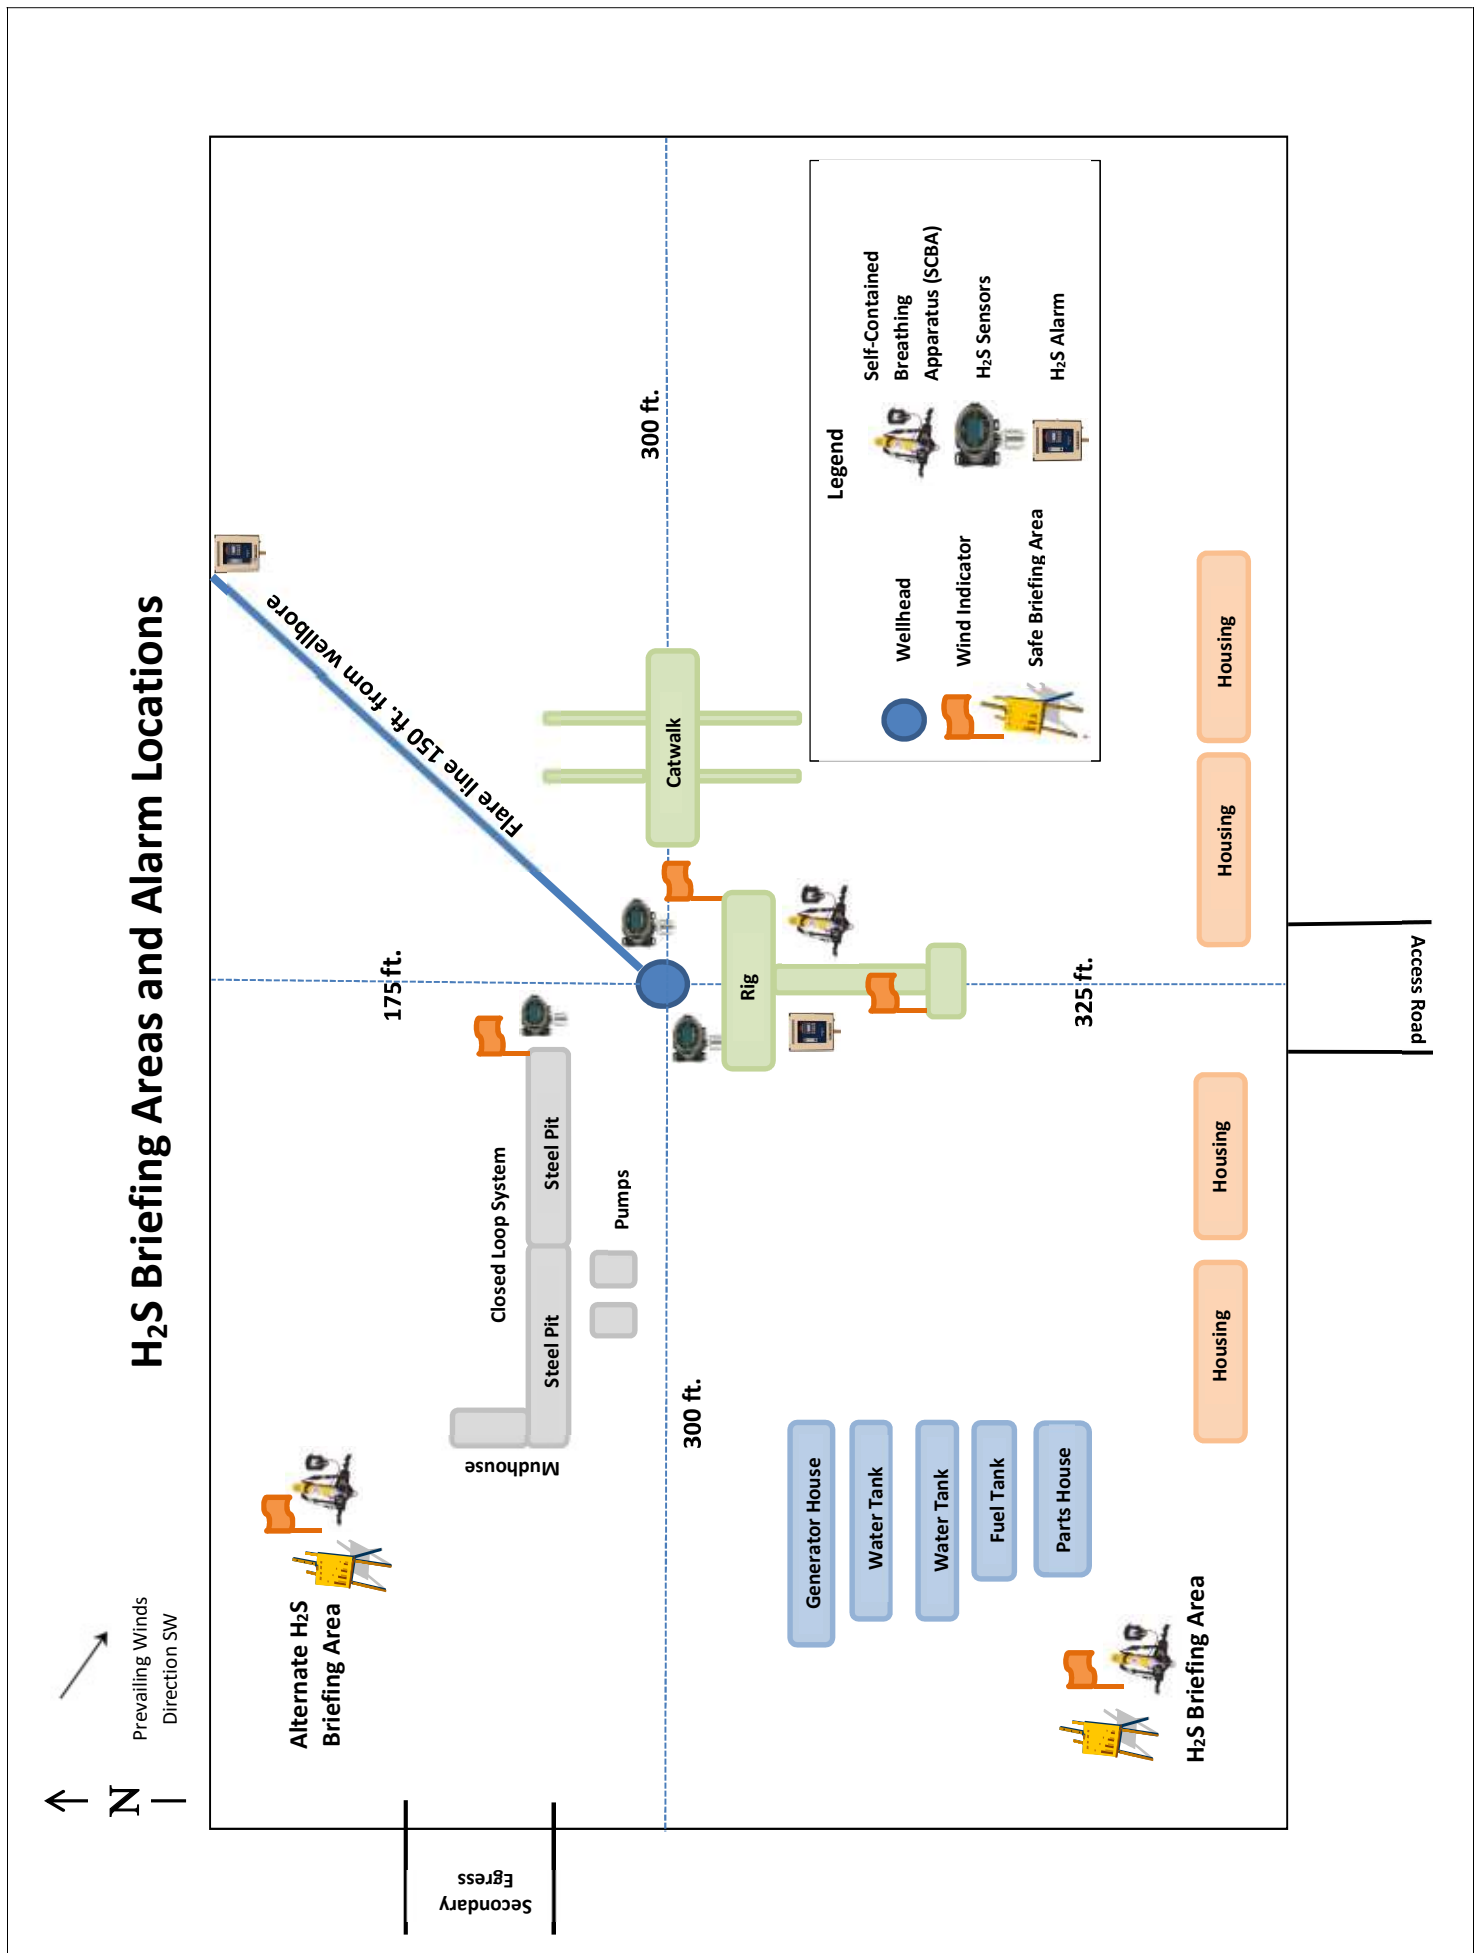 H₂S Briefing Areas and Alarm Locations
N
Prevailing Winds
Direction SW
Secondary
Egress
Alternate H₂S
Briefing Area
Mudhouse
Closed Loop System
Steel Pit
Steel Pit
Pumps
175 ft.
Flare line 150 ft. from wellbore
300 ft.
300 ft.
Catwalk
Rig
325 ft.
Generator House
Water Tank
Water Tank
Fuel Tank
Parts House
H₂S Briefing Area
Legend
Wellhead
Wind Indicator
Safe Briefing Area
Self-Contained
Breathing
Apparatus (SCBA)
H₂S Sensors
H₂S Alarm
Housing
Housing
Housing
Housing
Access Road